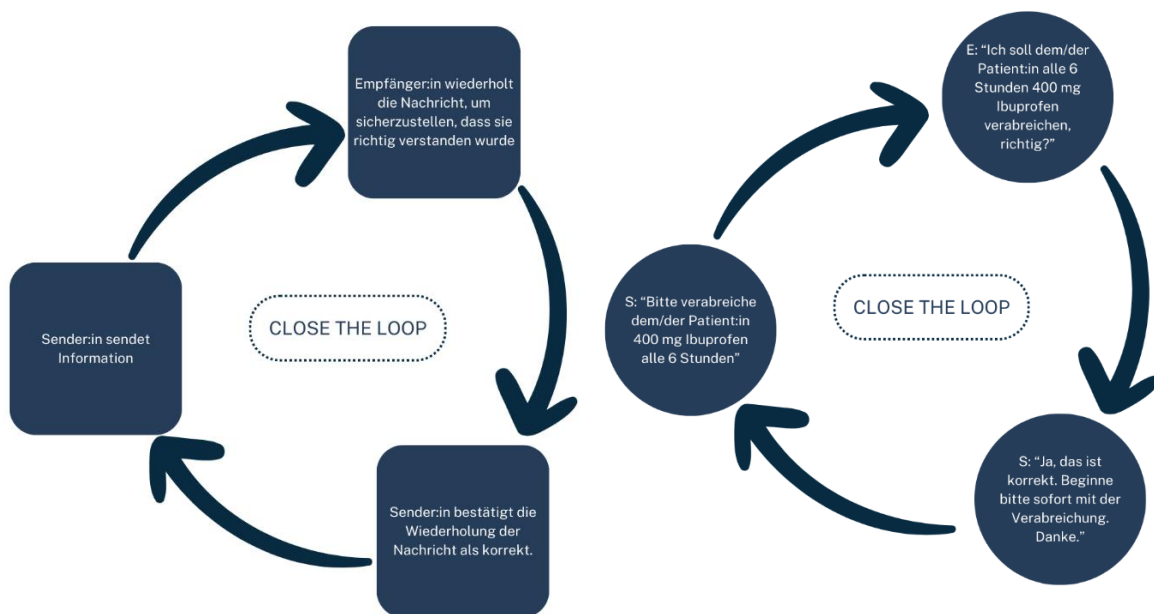 Empfänger:in wiederholt
die Nachricht, um
sicherzustellen, dass sie
richtig verstanden wurde
Sender:in sendet
Information
CLOSE THE LOOP
Sender:in bestätigt die
Wiederholung der
Nachricht als korrekt.
E: “Ich soll dem/der
Patient:in alle 6
Stunden 400 mg
Ibuprofen
verabreichen,
richtig?”
S: “Bitte verabreiche
dem/der Patient:in
400 mg Ibuprofen
alle 6 Stunden”
CLOSE THE LOOP
S: “Ja, das ist
korrekt. Beginne
bitte sofort mit der
Verabreichung.
Danke.”